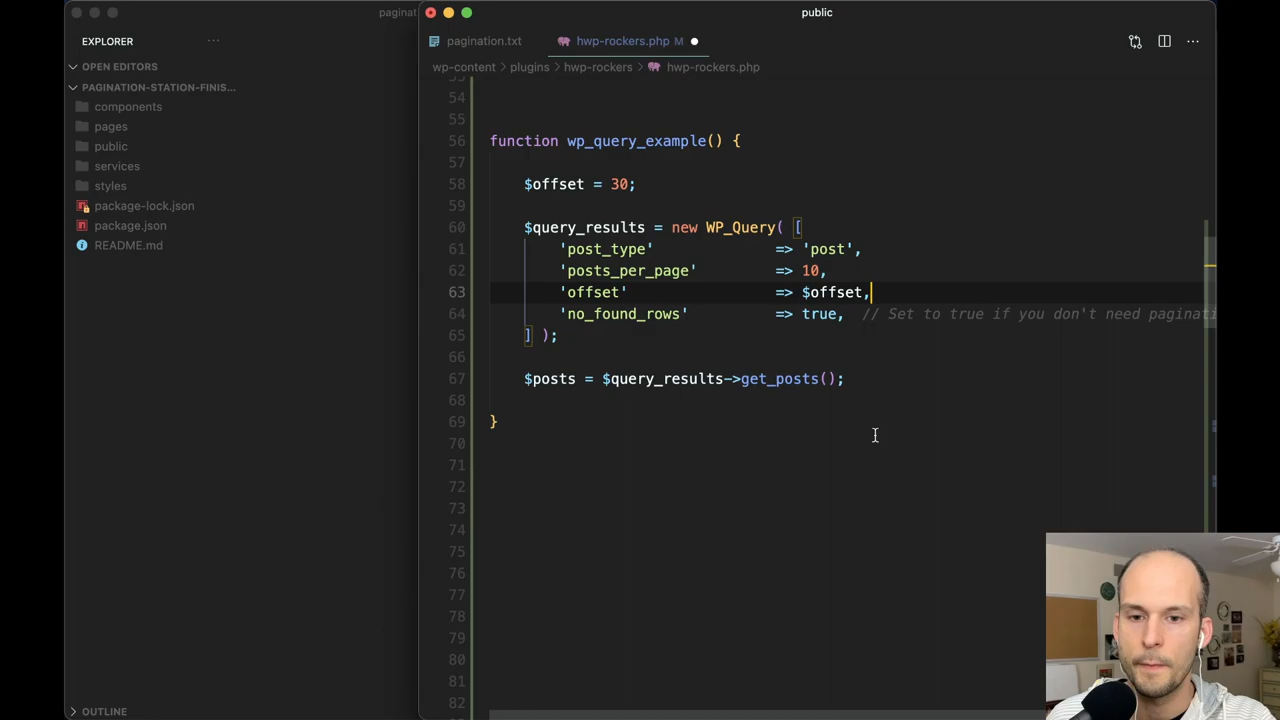 paginat
public
EXPLORER ...
OPEN EDITORS
PAGINATION-STATION-FINIS...
components
pages
public
services
styles
package-lock.json
package.json
README.md
OUTLINE
pagination.txt hwp-rockers.php M
wp-content > plugins > hwp-rockers > hwp-rockers.php
53
54
55
56 function wp_query_example() {
57
58 $offset = 30;
59
60 $query_results = new WP_Query( [
61 'post_type' => 'post',
62 'posts_per_page' => 10,
63 'offset' => $offset,
64 'no_found_rows' => true, // Set to true if you don't need paginati
65 ] );
66
67 $posts = $query_results->get_posts();
68
69 }
70
71
72
73
74
75
76
77
78
79
80
81
82